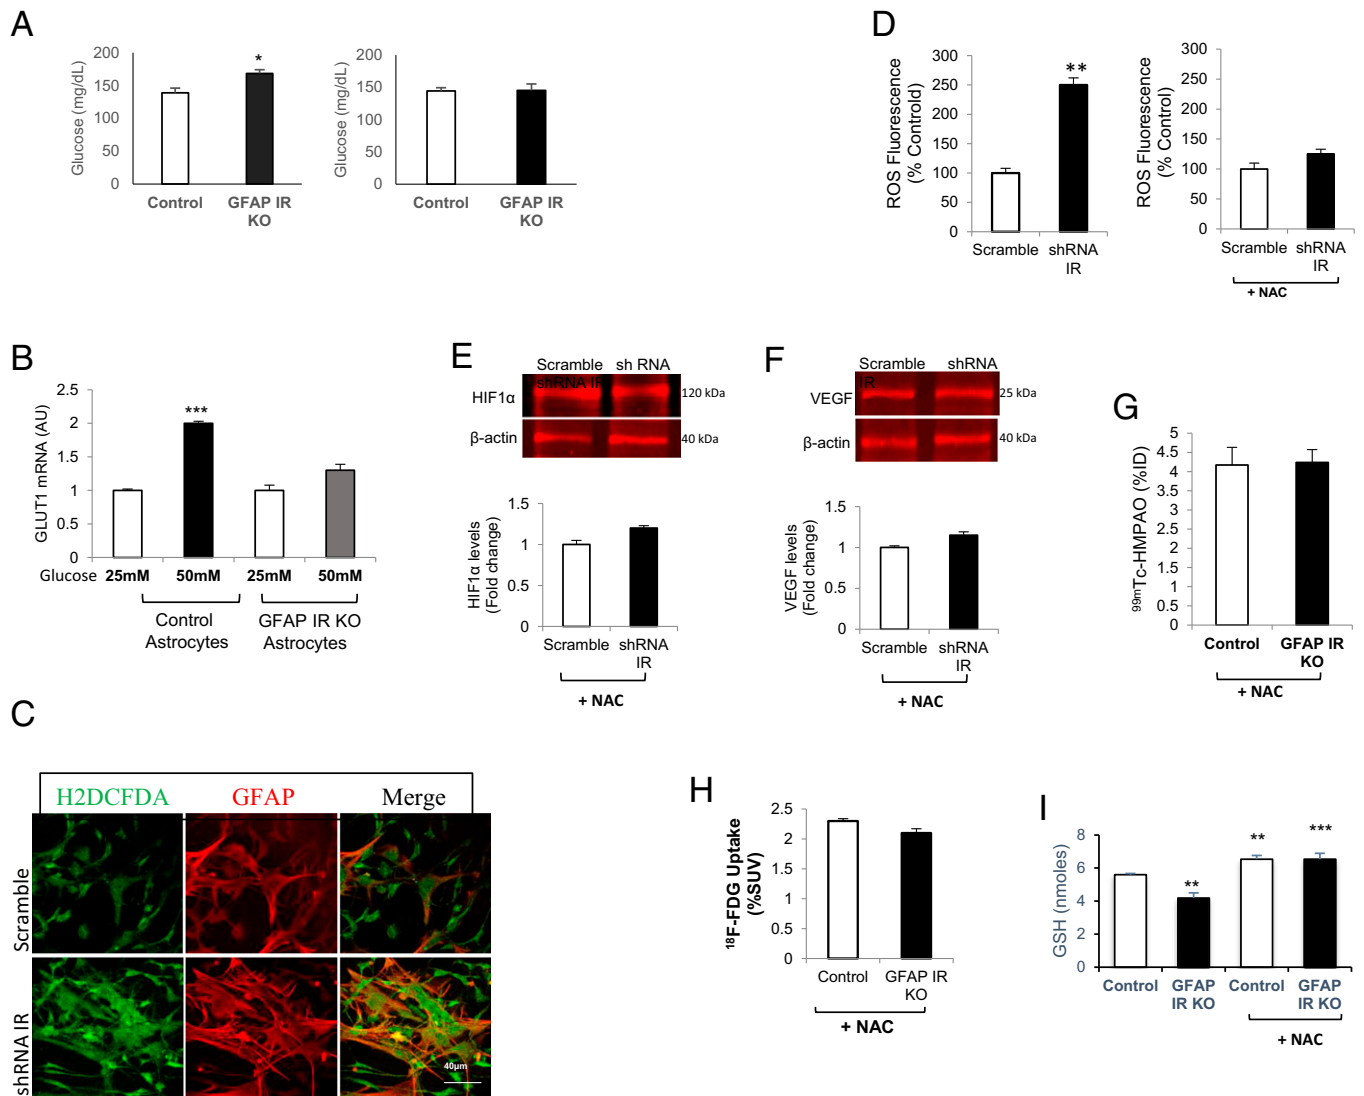 A
Glucose (mg/dL)
200
150
100
50
0
*
Control
GFAP IR
KO
Glucose (mg/dL)
200
150
100
50
0
Control
GFAP IR
KO
D
ROS Fluorescence
(% Controld)
300
250
200
150
100
50
0
**
Scramble
shRNA
IR
ROS Fluorescence
(% Control)
300
250
200
150
100
50
0
Scramble
shRNA
IR
+ NAC
B
GLUT1 mRNA (AU)
2.5
2
1.5
1
0.5
0
***
Glucose 25mM 50mM 25mM 50mM
Control
Astrocytes
GFAP IR KO
Astrocytes
E
Scramble sh RNA
shRNA IR
HIF1α
120 kDa
β-actin
40 kDa
HIF1α levels
(Fold change)
1.5
1
0.5
0
Scramble
shRNA
IR
+ NAC
F
Scramble shRNA
IR
VEGF
25 kDa
β-actin
40 kDa
VEGF levels
(Fold change)
1.5
1
0.5
0
Scramble
shRNA
IR
+ NAC
G
99mTc-HMPAO (%ID)
5
4.5
4
3.5
3
2.5
2
1.5
1
0.5
0
Control
GFAP IR
KO
+ NAC
C
H2DCFDA GFAP Merge
Scramble
shRNA IR
40µm
H
18F-FDG Uptake
(%SUV)
2.5
2
1.5
1
0.5
0
Control
GFAP IR
KO
+ NAC
I
GSH (nmoles)
8
6
4
2
0
**
**
***
Control
GFAP
IR KO
Control
GFAP
IR KO
+ NAC